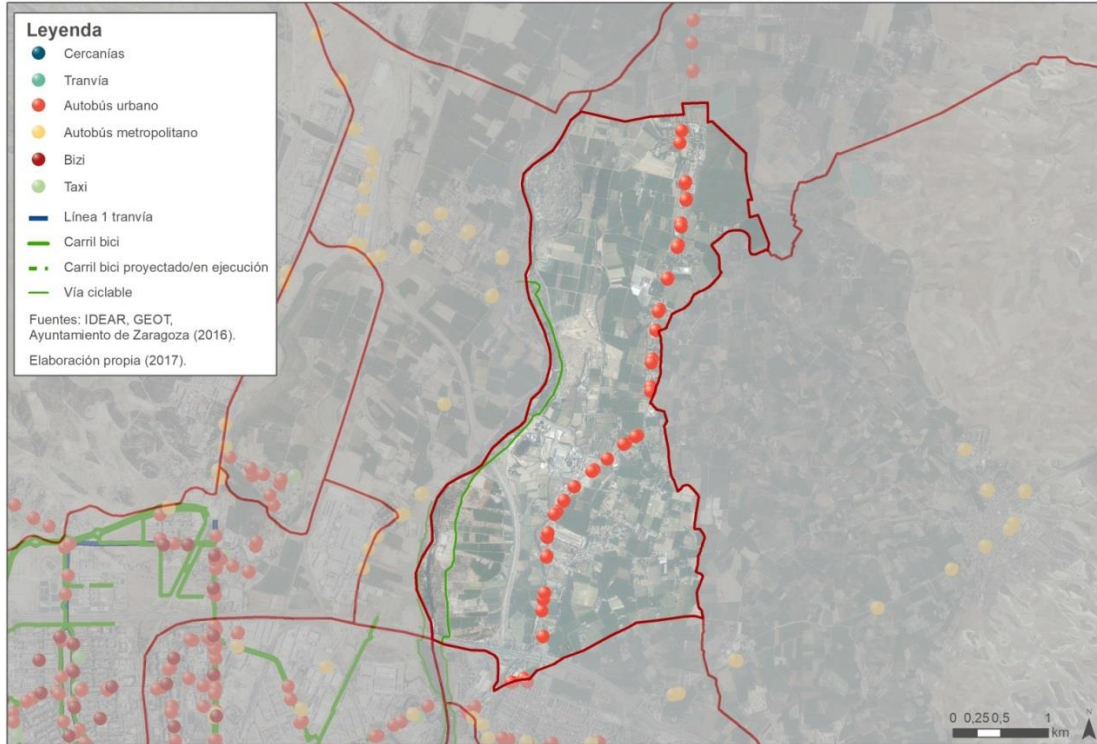 Leyenda
Cercanías
Tranvía
Autobús urbano
Autobús metropolitano
Bizi
Taxi
Línea 1 tranvía
Carril bici
Carril bici proyectado/en ejecución
Vía ciclable
Fuentes: IDEAR, GEOT,
Ayuntamiento de Zaragoza (2016).
Elaboración propia (2017).
0 0,25 0,5 1
km
N